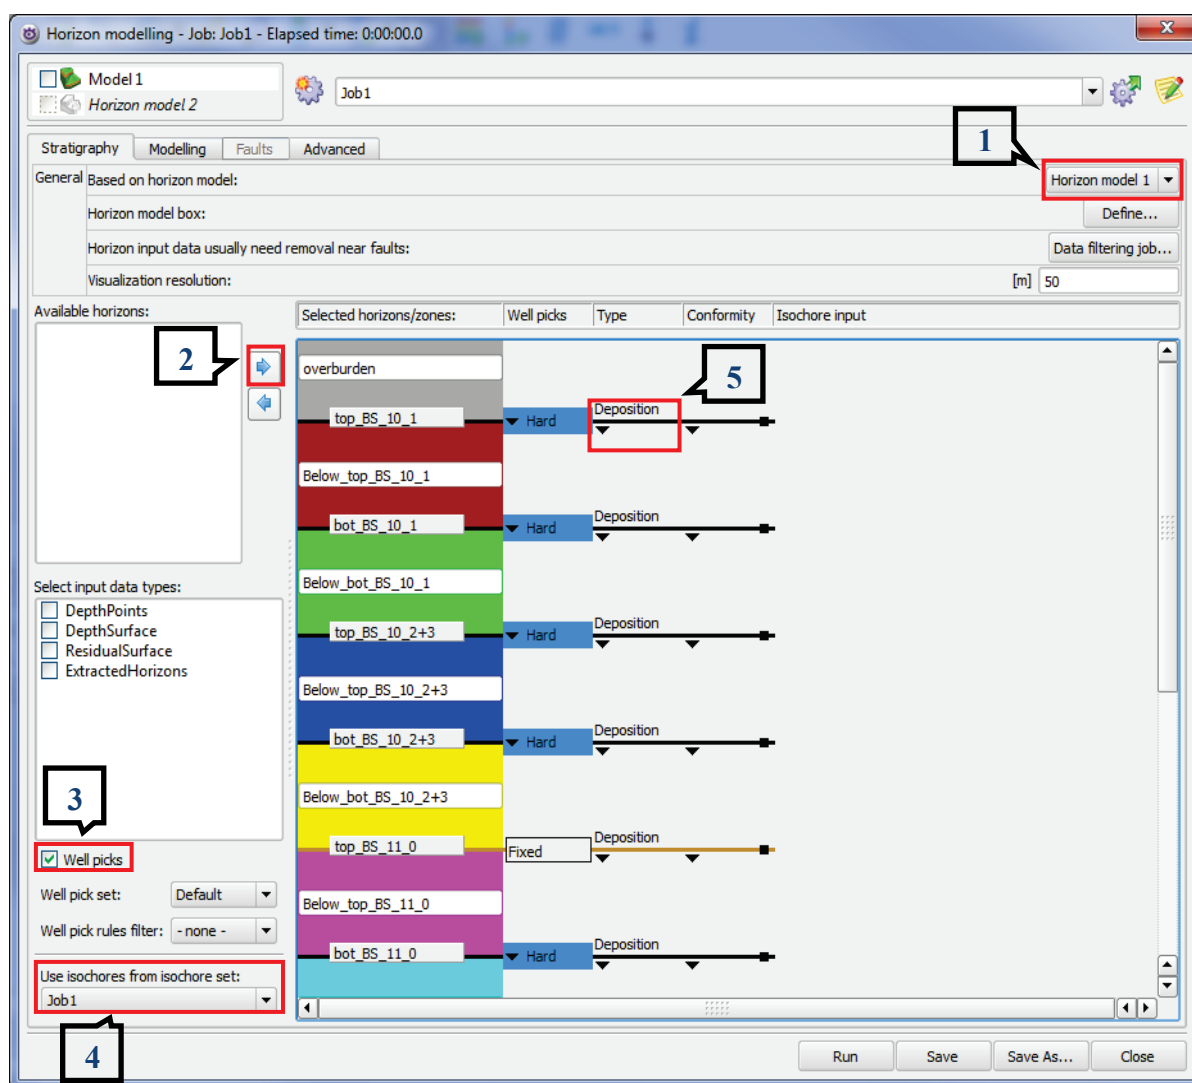 Horizon modelling - Job: Job1 - Elapsed time: 0:00:00.0
Model 1
Horizon model 2
Job1
1
Stratigraphy Modelling Faults Advanced
General Based on horizon model: Horizon model 1
Horizon model box: Define...
Horizon input data usually need removal near faults: Data filtering job...
Visualization resolution: [m] 50
Available horizons:
Selected horizons/zones: Well picks Type Conformity Isochore input
2
overburden
5
top_BS_10_1 Hard Deposition
Below_top_BS_10_1
bot_BS_10_1 Hard Deposition
Select input data types:
Below_bot_BS_10_1
DepthPoints
DepthSurface
ResidualSurface
ExtractedHorizons
top_BS_10_2+3 Hard Deposition
Below_top_BS_10_2+3
bot_BS_10_2+3 Hard Deposition
3
Below_bot_BS_10_2+3
top_BS_11_0 Fixed Deposition
Well picks
Well pick set: Default
Below_top_BS_11_0
Well pick rules filter: - none -
bot_BS_11_0 Hard Deposition
Use isochores from isochore set:
Job1
4
Run Save Save As... Close